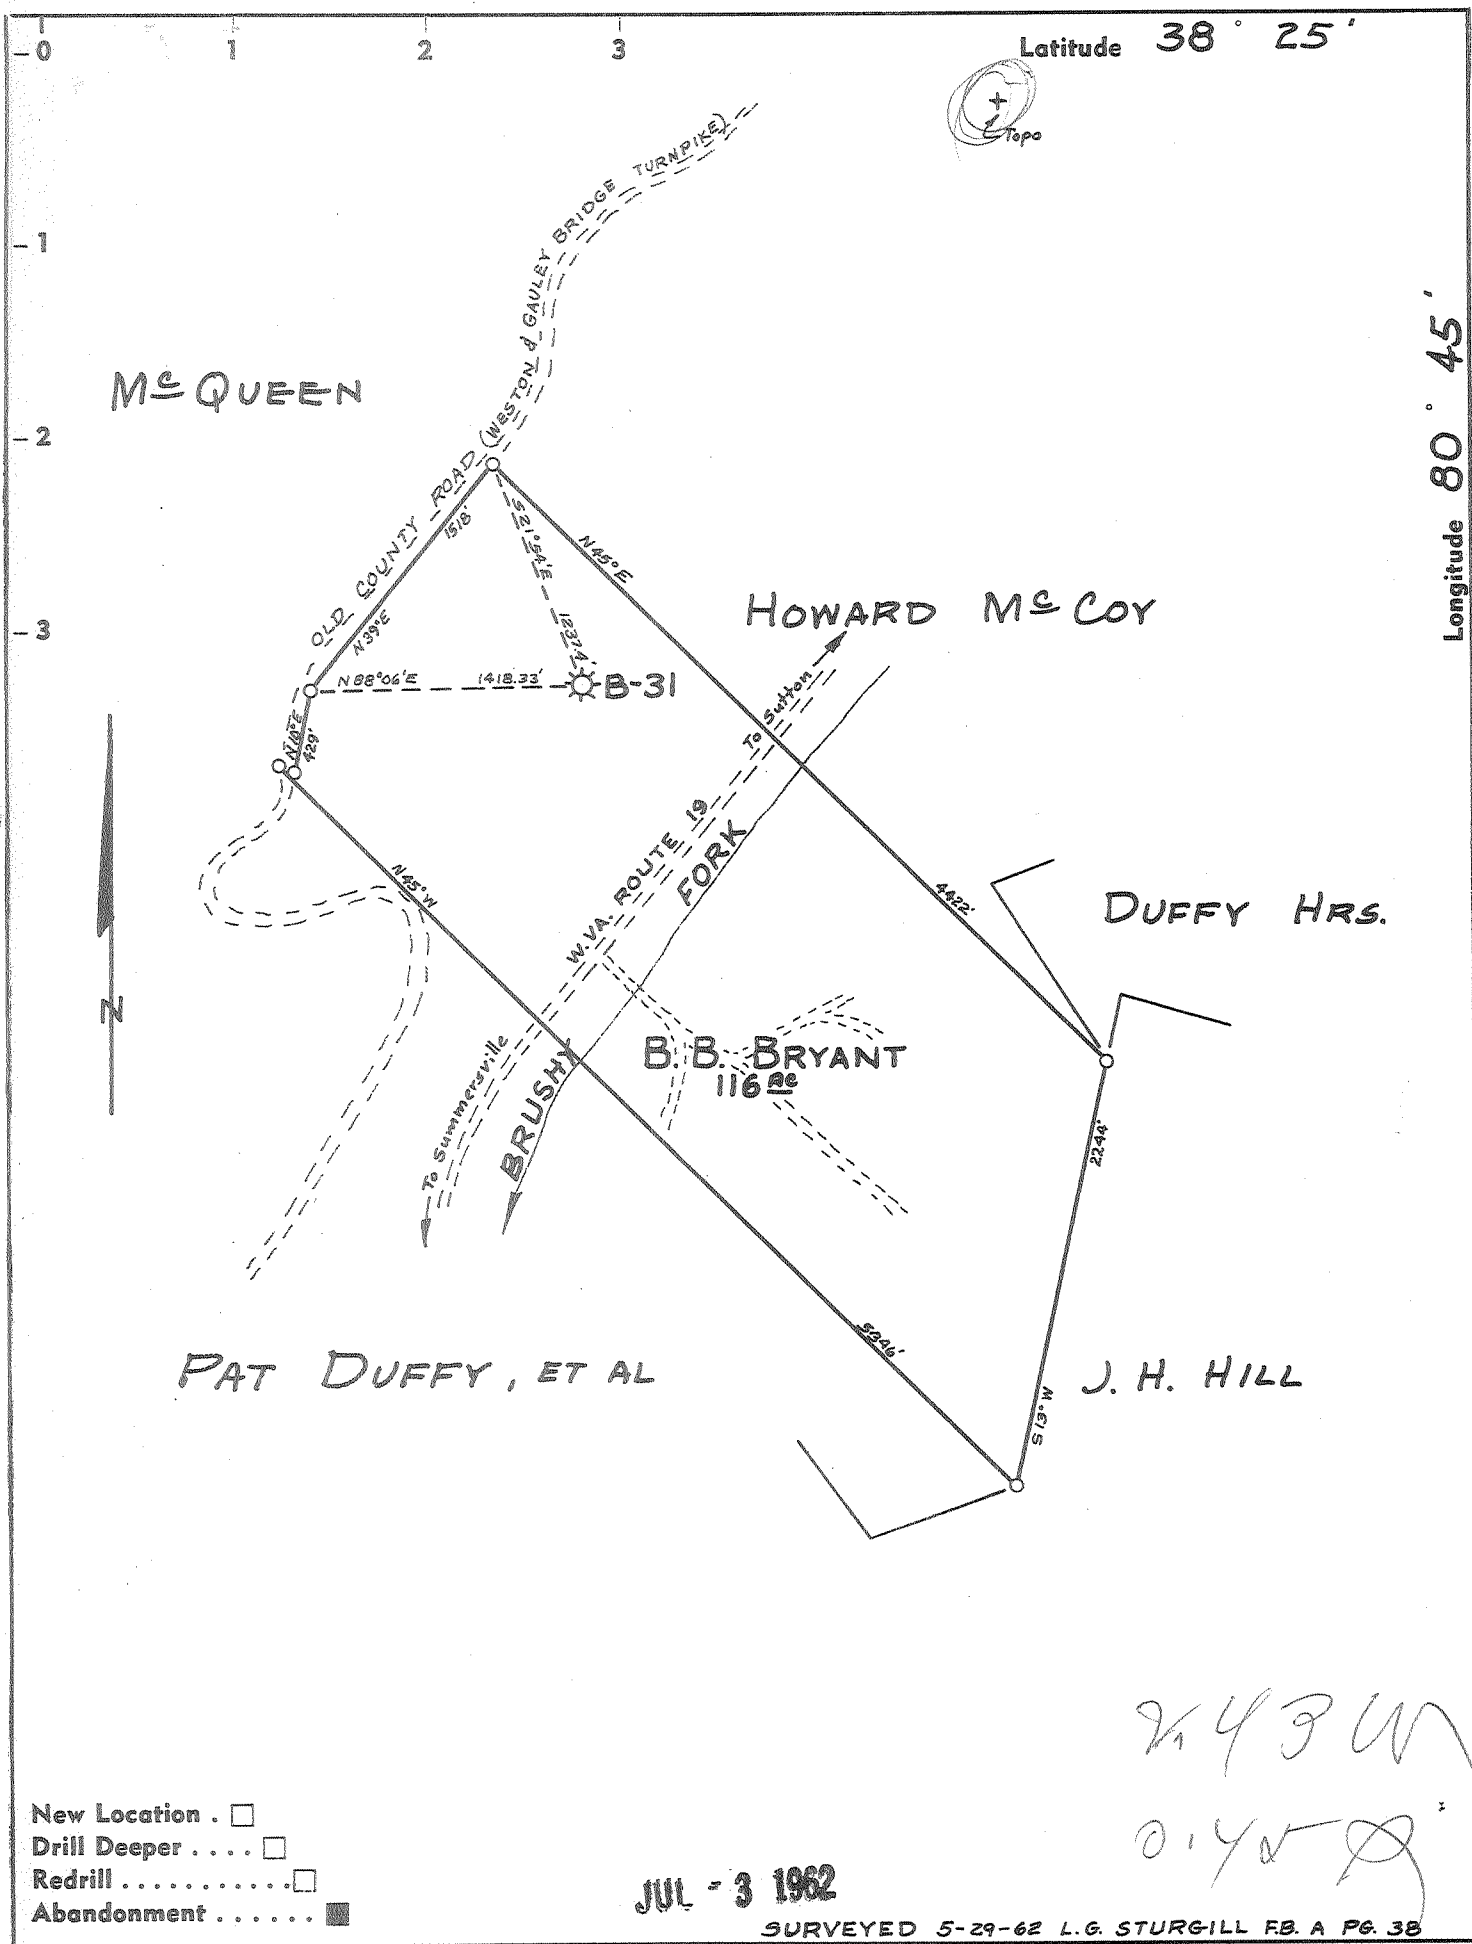 0
1
2
3
Latitude 38° 25'
Topo
OLD COUNTY ROAD (WESTON & GAULEY BRIDGE TURNPIKE)
1
Longitude 80° 45'
McQUEEN
2
1518'
N39°E
S21°54'E
1237.4'
N45°E
HOWARD McCOY
3
N88°06'E 1418.33'
B-31
To Sutton
N10°E
429'
W.VA. ROUTE 19
BRUSHY FORK
N45°W
4422'
DUFFY HRS.
N
To Summersville
B. B. BRYANT
116 Ac
2244'
5346'
PAT DUFFY, ET AL
J. H. HILL
S13°W
New Location . □
Drill Deeper .... □
Redrill ........... □
Abandonment ...... ■
JUL - 3 1962
SURVEYED 5-29-62 L.G. STURGILL F.B. A PG. 38